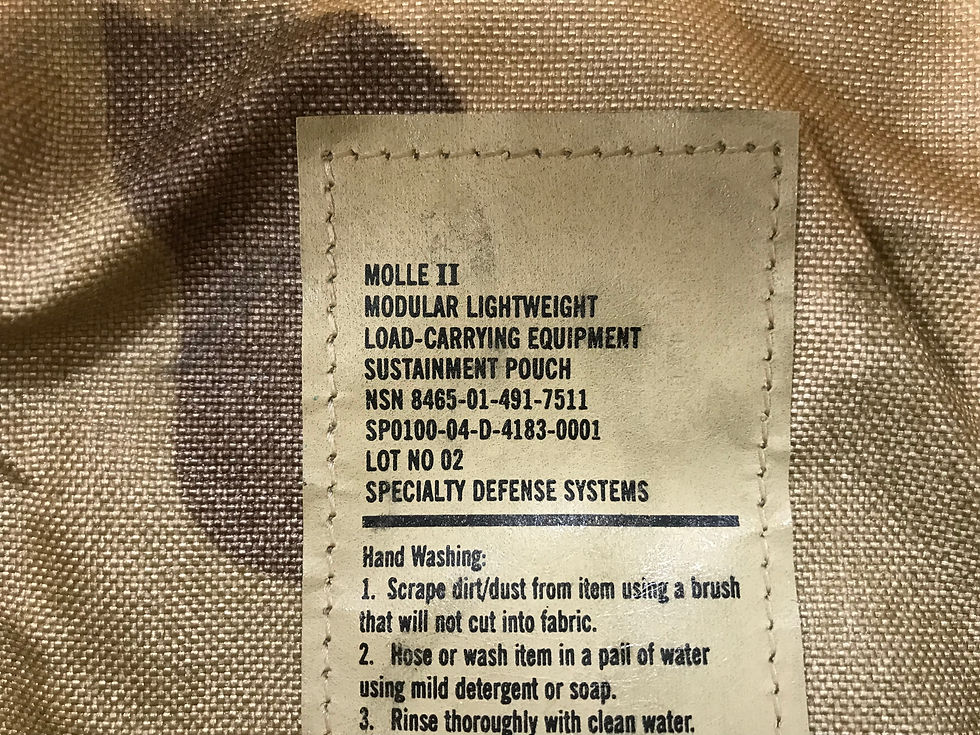 MOLLE II
MODULAR LIGHTWEIGHT
LOAD-CARRYING EQUIPMENT
SUSTAINMENT POUCH
NSN 8465-01-491-7511
SP0100-04-D-4183-0001
LOT NO 02
SPECIALTY DEFENSE SYSTEMS
Hand Washing:
1. Scrape dirt/dust from item using a brush
that will not cut into fabric.
2. Hose or wash item in a pail of water
using mild detergent or soap.
3. Rinse thoroughly with clean water.